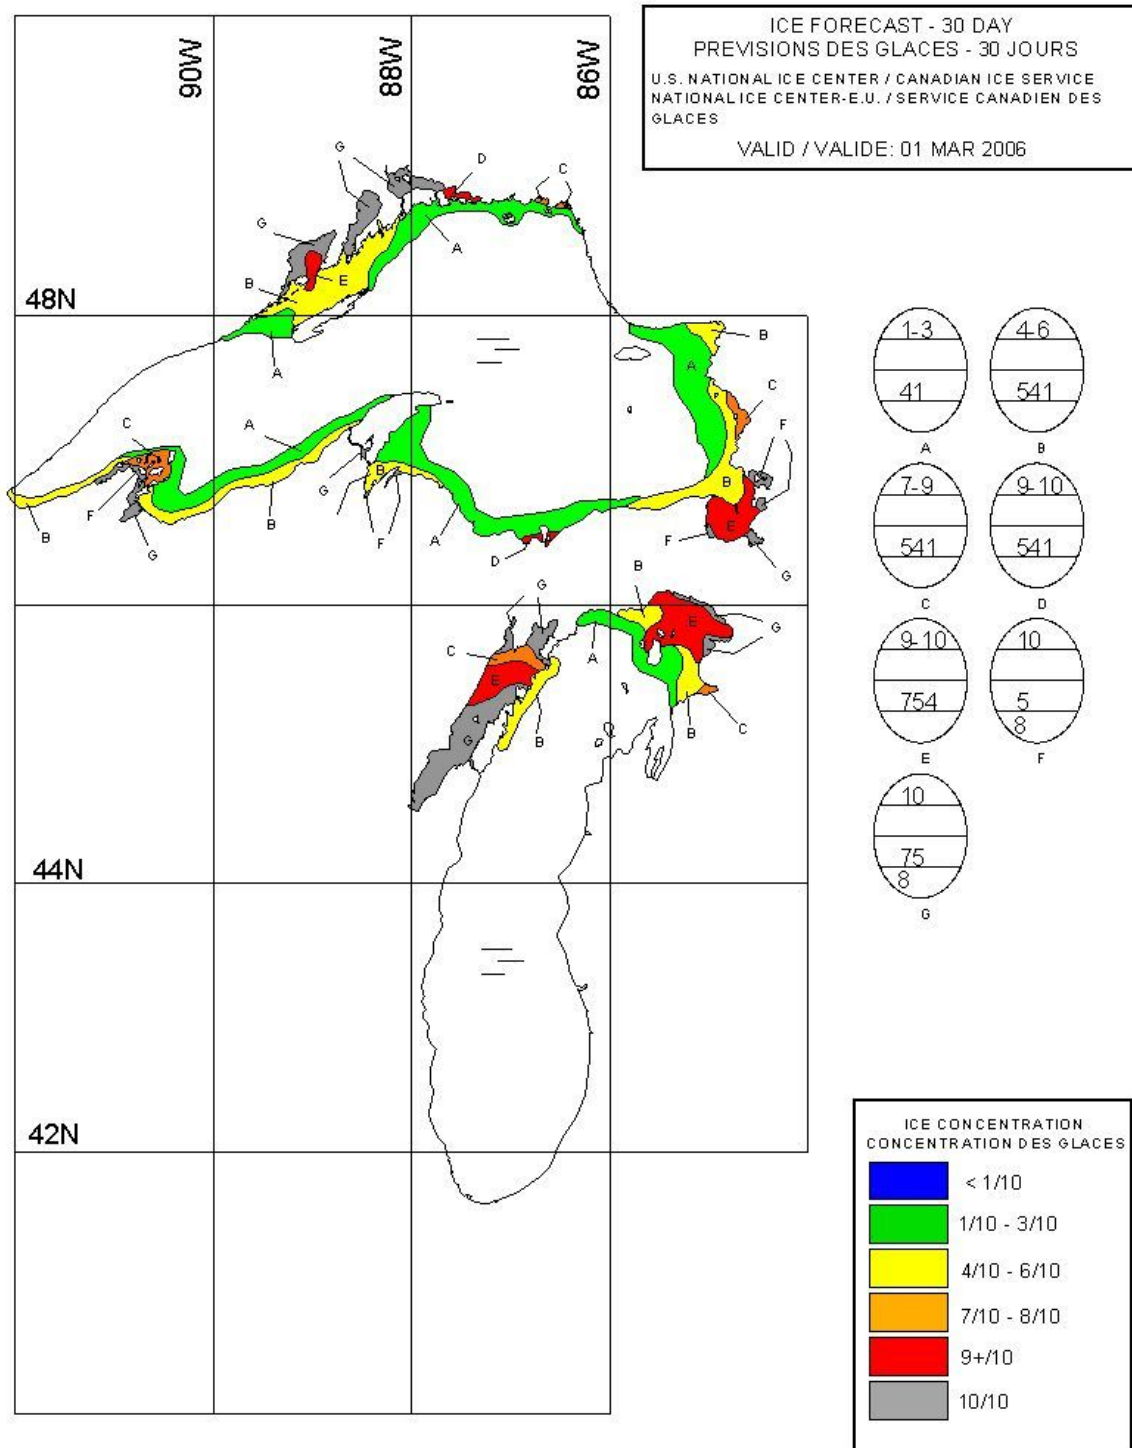 ICE FORECAST - 30 DAY
PREVISIONS DES GLACES - 30 JOURS
U.S. NATIONAL ICE CENTER / CANADIAN ICE SERVICE
NATIONAL ICE CENTER-E.U. / SERVICE CANADIEN DES
GLACES
VALID / VALIDE: 01 MAR 2006
90W
88W
86W
G
D
C
G
A
B
E
48N
B
A
A
C
C
A
F
B
G
B
F
E
B
B
F
G
F
A
D
F
G
G
B
E
G
C
A
E
G
B
B
C
44N
42N
1-3
41
A
4-6
541
B
7-9
541
C
9-10
541
D
9-10
754
E
10
5
8
F
10
75
8
G
ICE CONCENTRATION
CONCENTRATION DES GLACES
< 1/10
1/10 - 3/10
4/10 - 6/10
7/10 - 8/10
9+/10
10/10